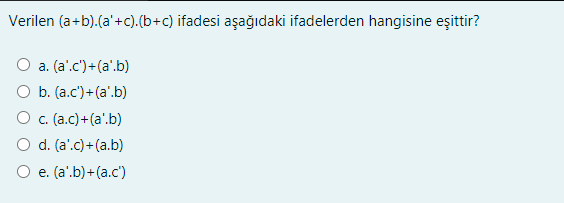 Verilen (a+b).(a'+c).(b+c) ifadesi aşağıdaki ifadelerden hangisine eşittir?
a. (a'.c')+(a'.b)
b. (a.c')+(a'.b)
c. (a.c)+(a'.b)
d. (a'.c)+(a.b)
e. (a'.b)+(a.c')